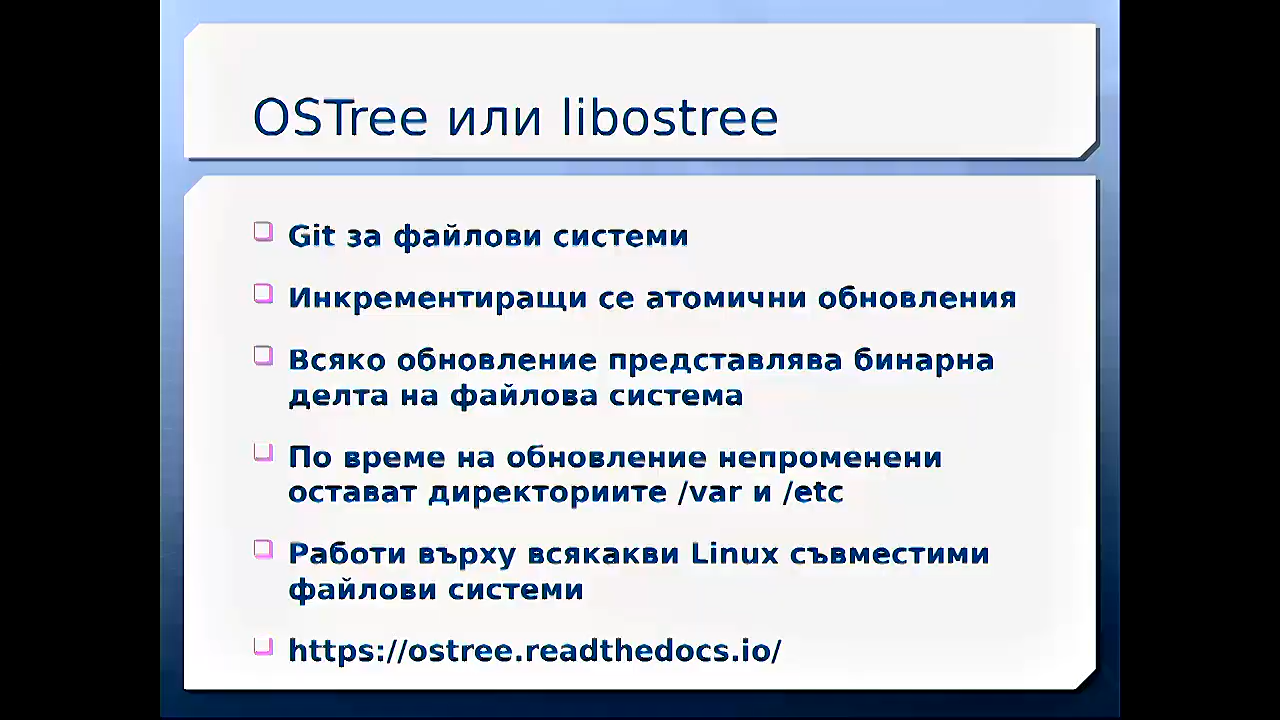 OSTree или libostree
Git за файлови системи
Инкрементиращи се атомични обновления
Всяко обновление представлява бинарна
делта на файлова система
По време на обновление непроменени
остават директориите /var и /etc
Работи върху всякакви Linux съвместими
файлови системи
https://ostree.readthedocs.io/